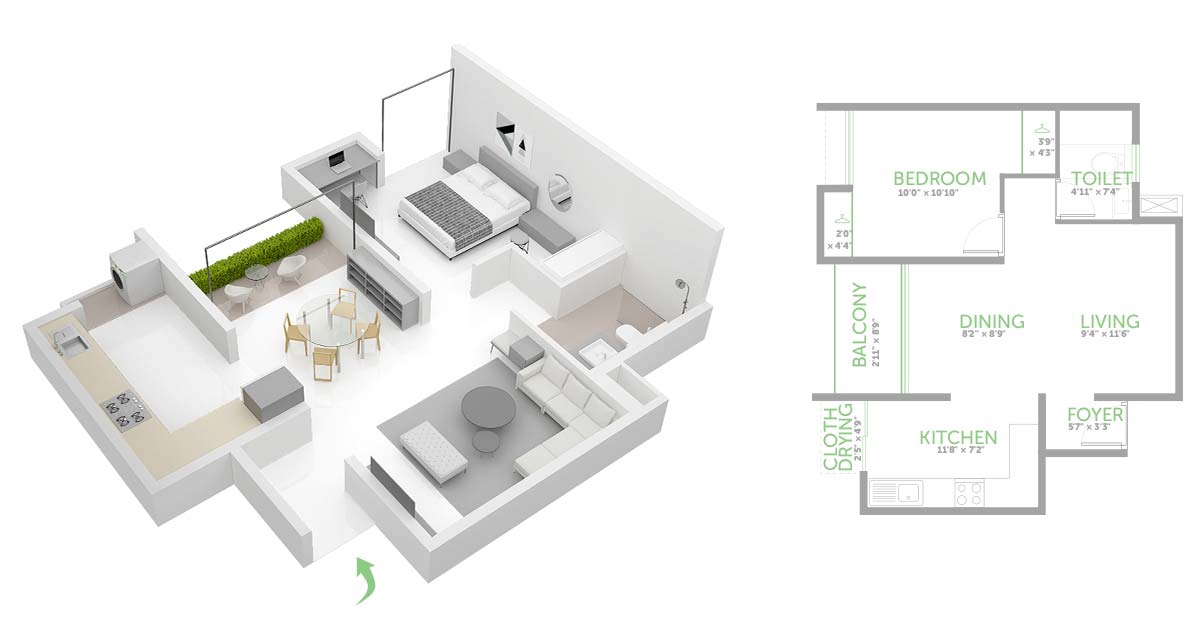 3'9"
× 4'3"
BEDROOM
10'0" × 10'10"
TOILET
4'11" × 7'4"
2'0"
× 4'4"
BALCONY
2'11" × 8'9"
DINING
8'2" × 8'9"
LIVING
9'4" × 11'6"
CLOTH
DRYING
2'5" × 4'9"
KITCHEN
11'8" × 7'2"
FOYER
5'7" × 3'3"